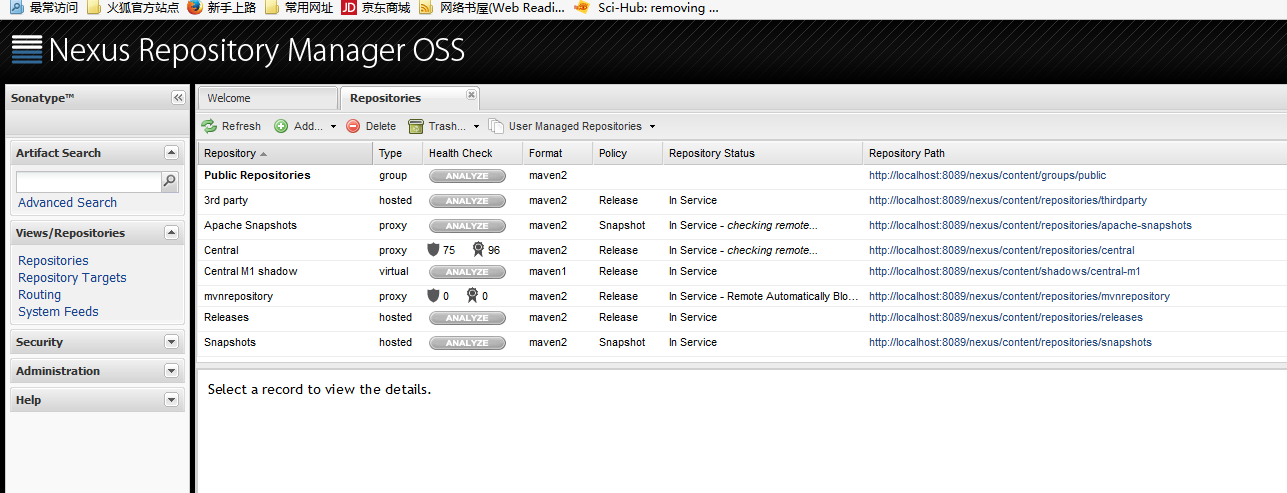 最常访问 火狐官方站点 新手上路 常用网址 JD 京东商城 网络书屋(Web Readi... Sci-Hub: removing ...
Nexus Repository Manager OSS
Sonatype™
Artifact Search
Advanced Search
Views/Repositories
Repositories
Repository Targets
Routing
System Feeds
Security
Administration
Help
Welcome Repositories
Refresh Add... Delete Trash... User Managed Repositories
Repository Type Health Check Format Policy Repository Status Repository Path
Public Repositories group ANALYZE maven2 http://localhost:8089/nexus/content/groups/public
3rd party hosted ANALYZE maven2 Release In Service http://localhost:8089/nexus/content/repositories/thirdparty
Apache Snapshots proxy ANALYZE maven2 Snapshot In Service - checking remote... http://localhost:8089/nexus/content/repositories/apache-snapshots
Central proxy 75 96 maven2 Release In Service - checking remote... http://localhost:8089/nexus/content/repositories/central
Central M1 shadow virtual ANALYZE maven1 Release In Service http://localhost:8089/nexus/content/shadows/central-m1
mvnrepository proxy 0 0 maven2 Release In Service - Remote Automatically Blo... http://localhost:8089/nexus/content/repositories/mvnrepository
Releases hosted ANALYZE maven2 Release In Service http://localhost:8089/nexus/content/repositories/releases
Snapshots hosted ANALYZE maven2 Snapshot In Service http://localhost:8089/nexus/content/repositories/snapshots
Select a record to view the details.